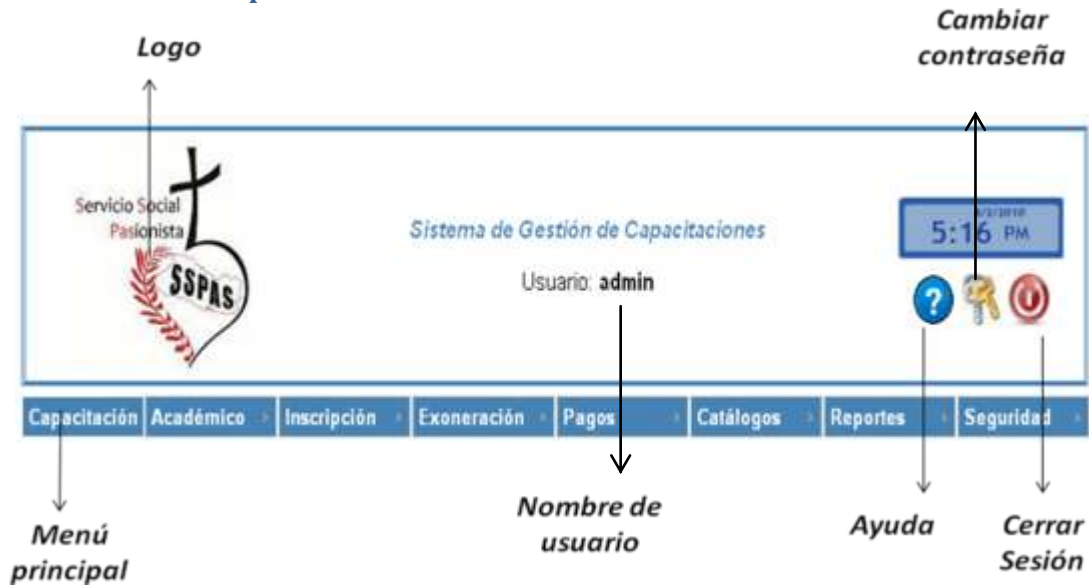 Logo
Cambiar
contraseña
Servicio Social
Pasionista
SSPAS
Sistema de Gestión de Capacitaciones
Usuario: admin
5:16 PM
Capacitación Académico Inscripción Exoneración Pagos Catálogos Reportes Seguridad
Menú
principal
Nombre de
usuario
Ayuda
Cerrar
Sesión